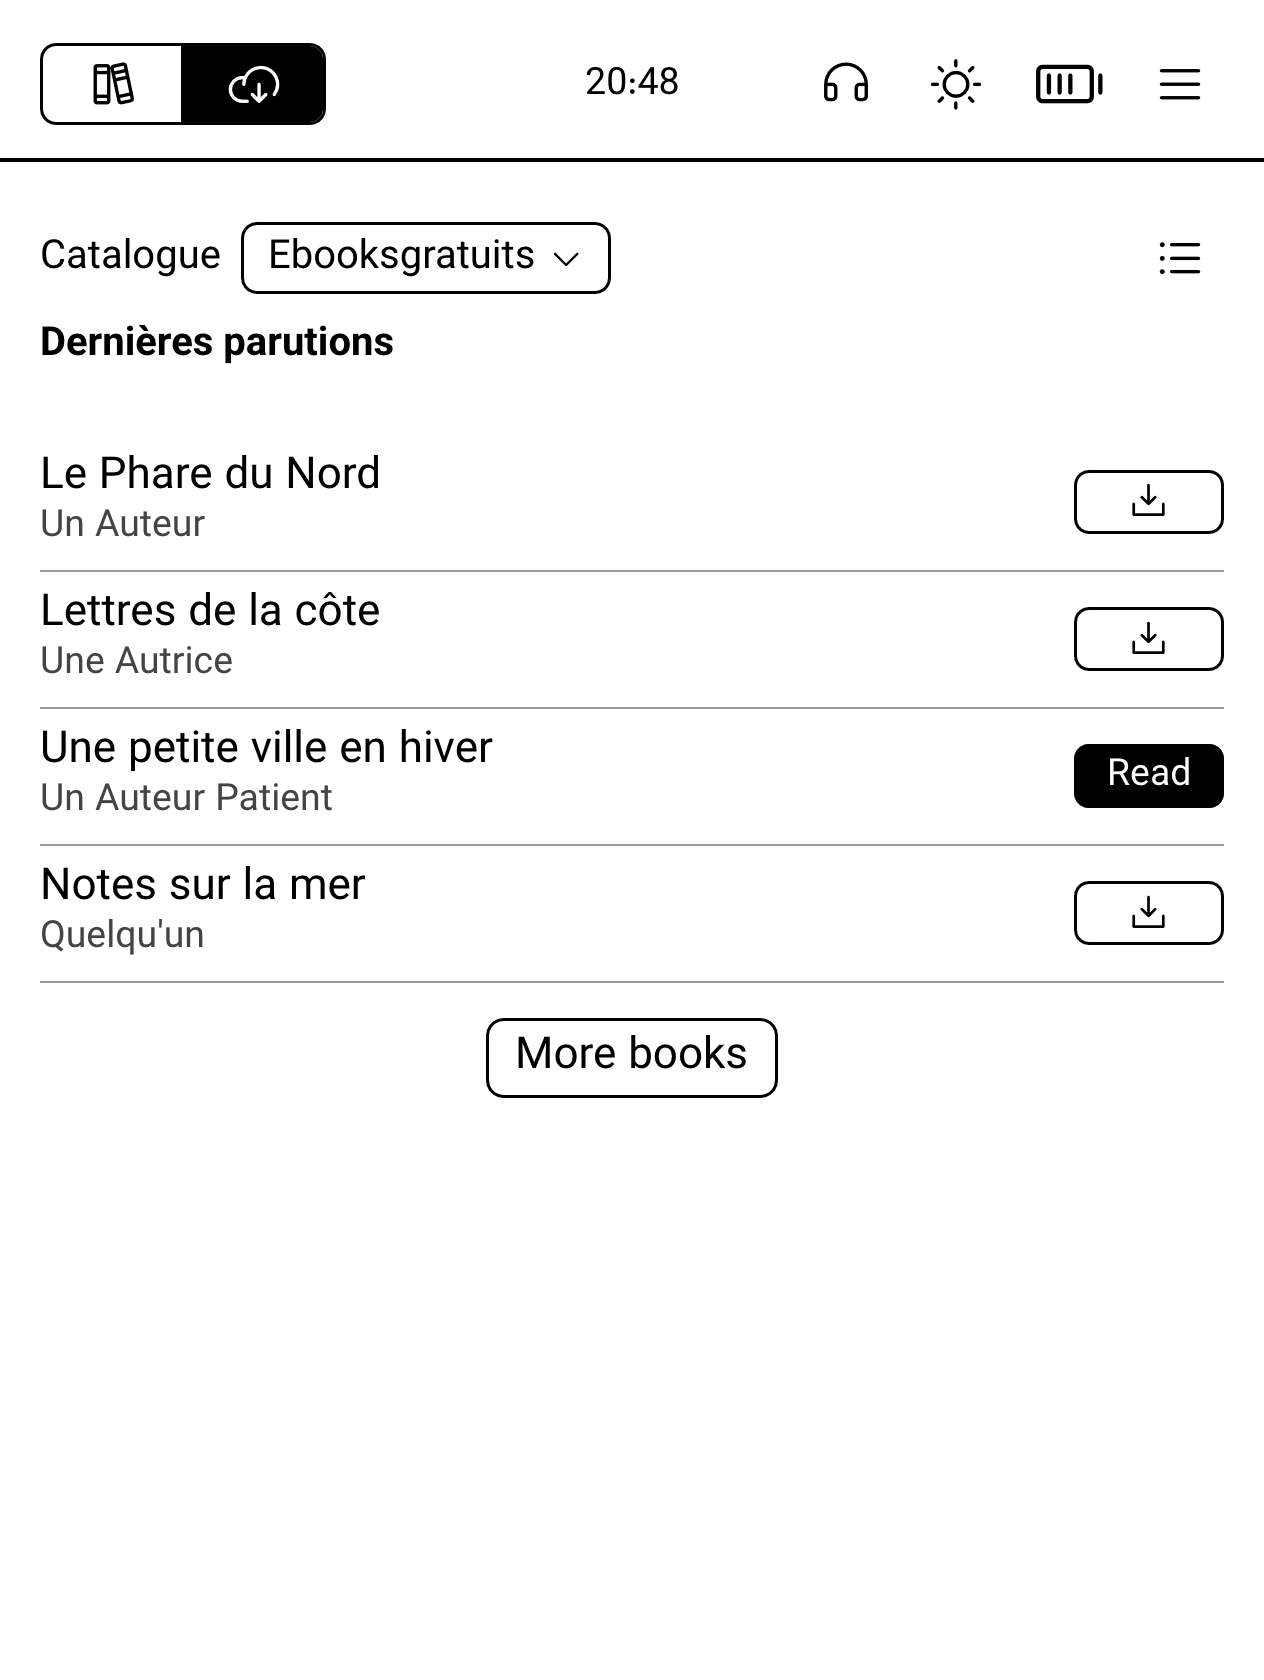 20:48
Catalogue Ebooksgratuits
Dernières parutions
Le Phare du Nord
Un Auteur
Lettres de la côte
Une Autrice
Une petite ville en hiver
Un Auteur Patient
Read
Notes sur la mer
Quelqu'un
More books